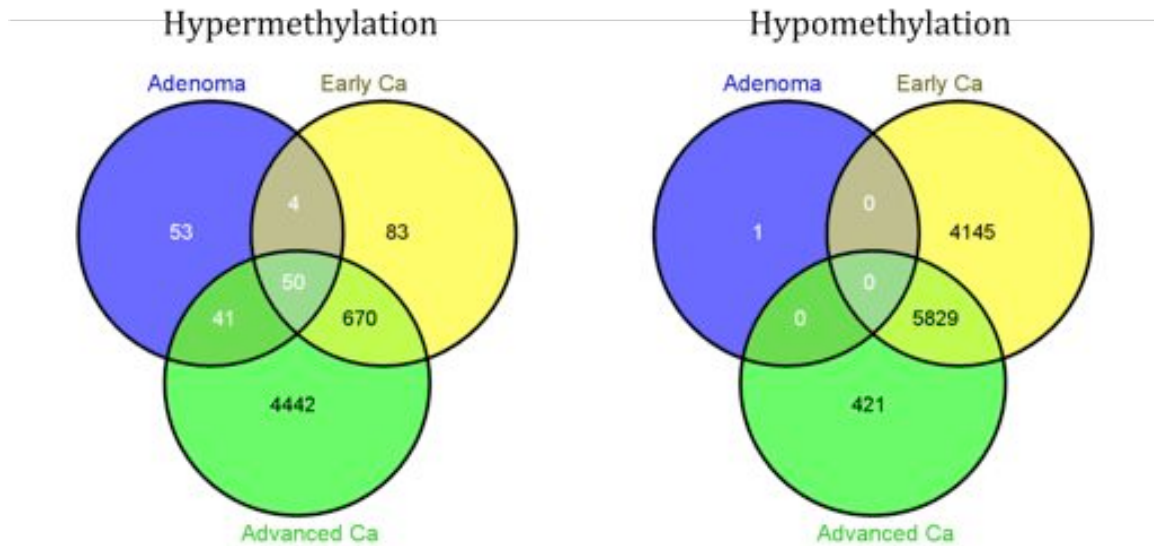 Hypermethylation
Hypomethylation
Adenoma
Early Ca
4
53
83
50
41
670
4442
Advanced Ca
Adenoma
Early Ca
0
1
4145
0
0
5829
421
Advanced Ca